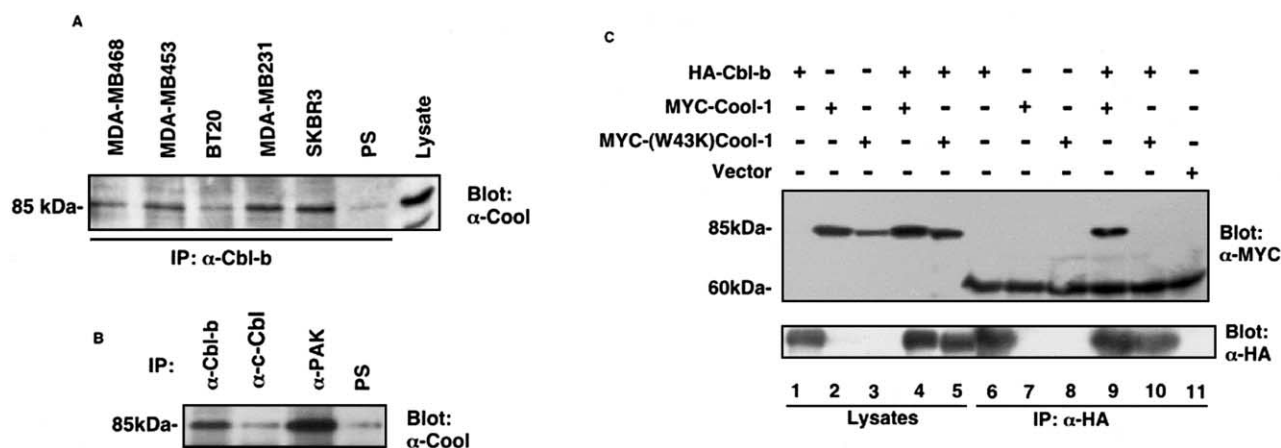 A
MDA-MB468
MDA-MB453
BT20
MDA-MB231
SKBR3
PS
Lysate
85 kDa-
Blot:
α-Cool
IP: α-Cbl-b
B
IP:
α-Cbl-b
α-c-Cbl
α-PAK
PS
85kDa-
Blot:
α-Cool
C
HA-Cbl-b + - - + + + - - + + -
MYC-Cool-1 - + - + - - + - + - -
MYC-(W43K)Cool-1 - - + - + - - + - + -
Vector - - - - - - - - - - +
85kDa-
60kDa-
Blot:
α-MYC
Blot:
α-HA
1 2 3 4 5 6 7 8 9 10 11
Lysates IP: α-HA